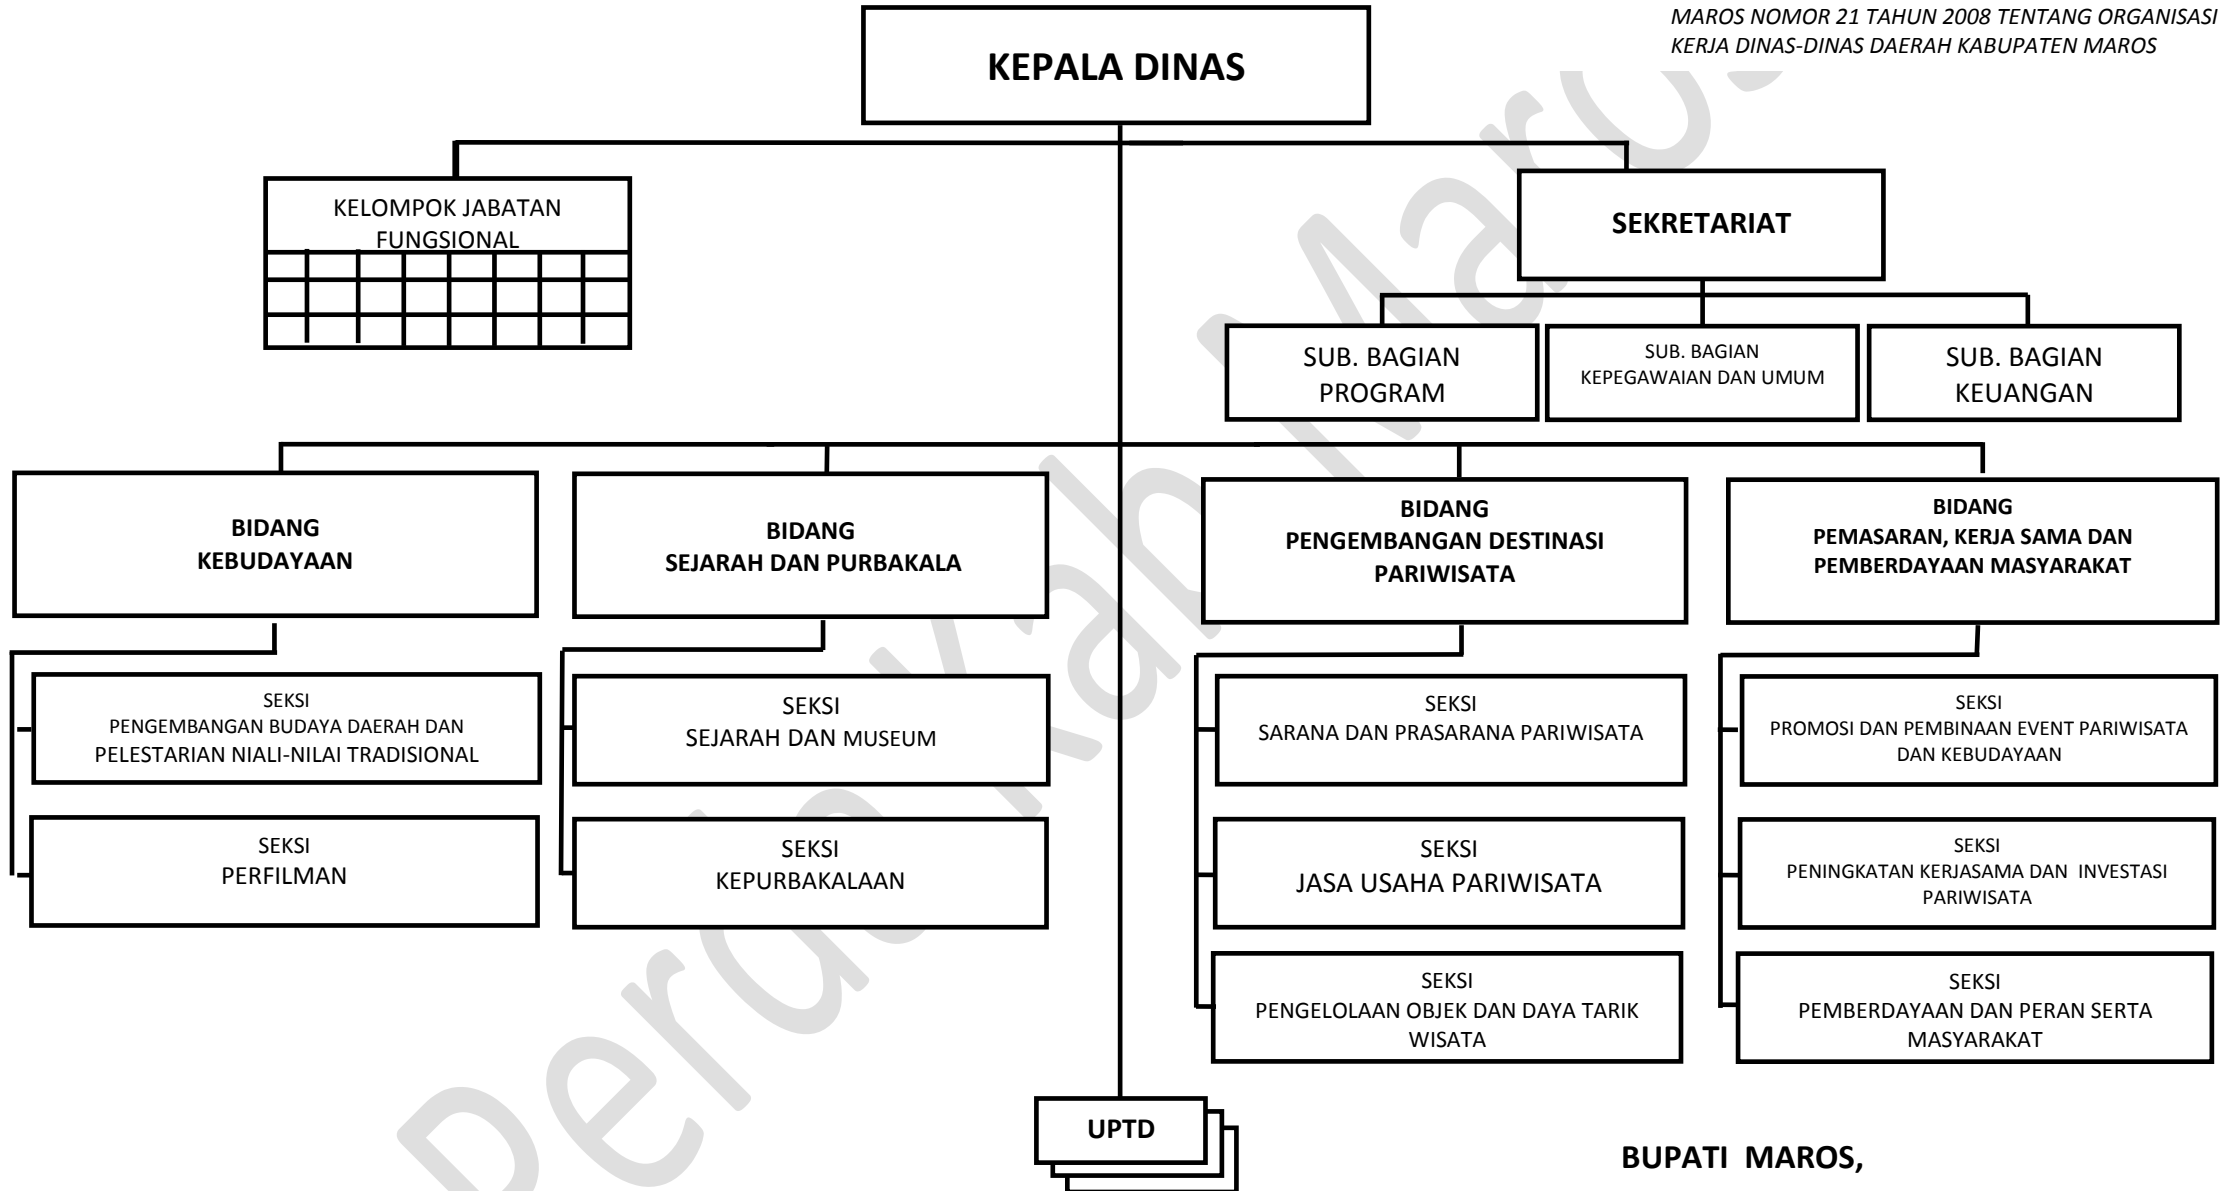 MAROS NOMOR 21 TAHUN 2008 TENTANG ORGANISASI
KERJA DINAS-DINAS DAERAH KABUPATEN MAROS
KEPALA DINAS
KELOMPOK JABATAN
FUNGSIONAL
SEKRETARIAT
SUB. BAGIAN
PROGRAM
SUB. BAGIAN
KEPEGAWAIAN DAN UMUM
SUB. BAGIAN
KEUANGAN
BIDANG
KEBUDAYAAN
BIDANG
SEJARAH DAN PURBAKALA
BIDANG
PENGEMBANGAN DESTINASI
PARIWISATA
BIDANG
PEMASARAN, KERJA SAMA DAN
PEMBERDAYAAN MASYARAKAT
SEKSI
PENGEMBANGAN BUDAYA DAERAH DAN
PELESTARIAN NIALI-NILAI TRADISIONAL
SEKSI
SEJARAH DAN MUSEUM
SEKSI
SARANA DAN PRASARANA PARIWISATA
SEKSI
PROMOSI DAN PEMBINAAN EVENT PARIWISATA
DAN KEBUDAYAAN
SEKSI
PERFILMAN
SEKSI
KEPURBAKALAAN
SEKSI
JASA USAHA PARIWISATA
SEKSI
PENINGKATAN KERJASAMA DAN  INVESTASI
PARIWISATA
SEKSI
PENGELOLAAN OBJEK DAN DAYA TARIK
WISATA
SEKSI
PEMBERDAYAAN DAN PERAN SERTA
MASYARAKAT
UPTD
BUPATI  MAROS,
Perda Kab Maros